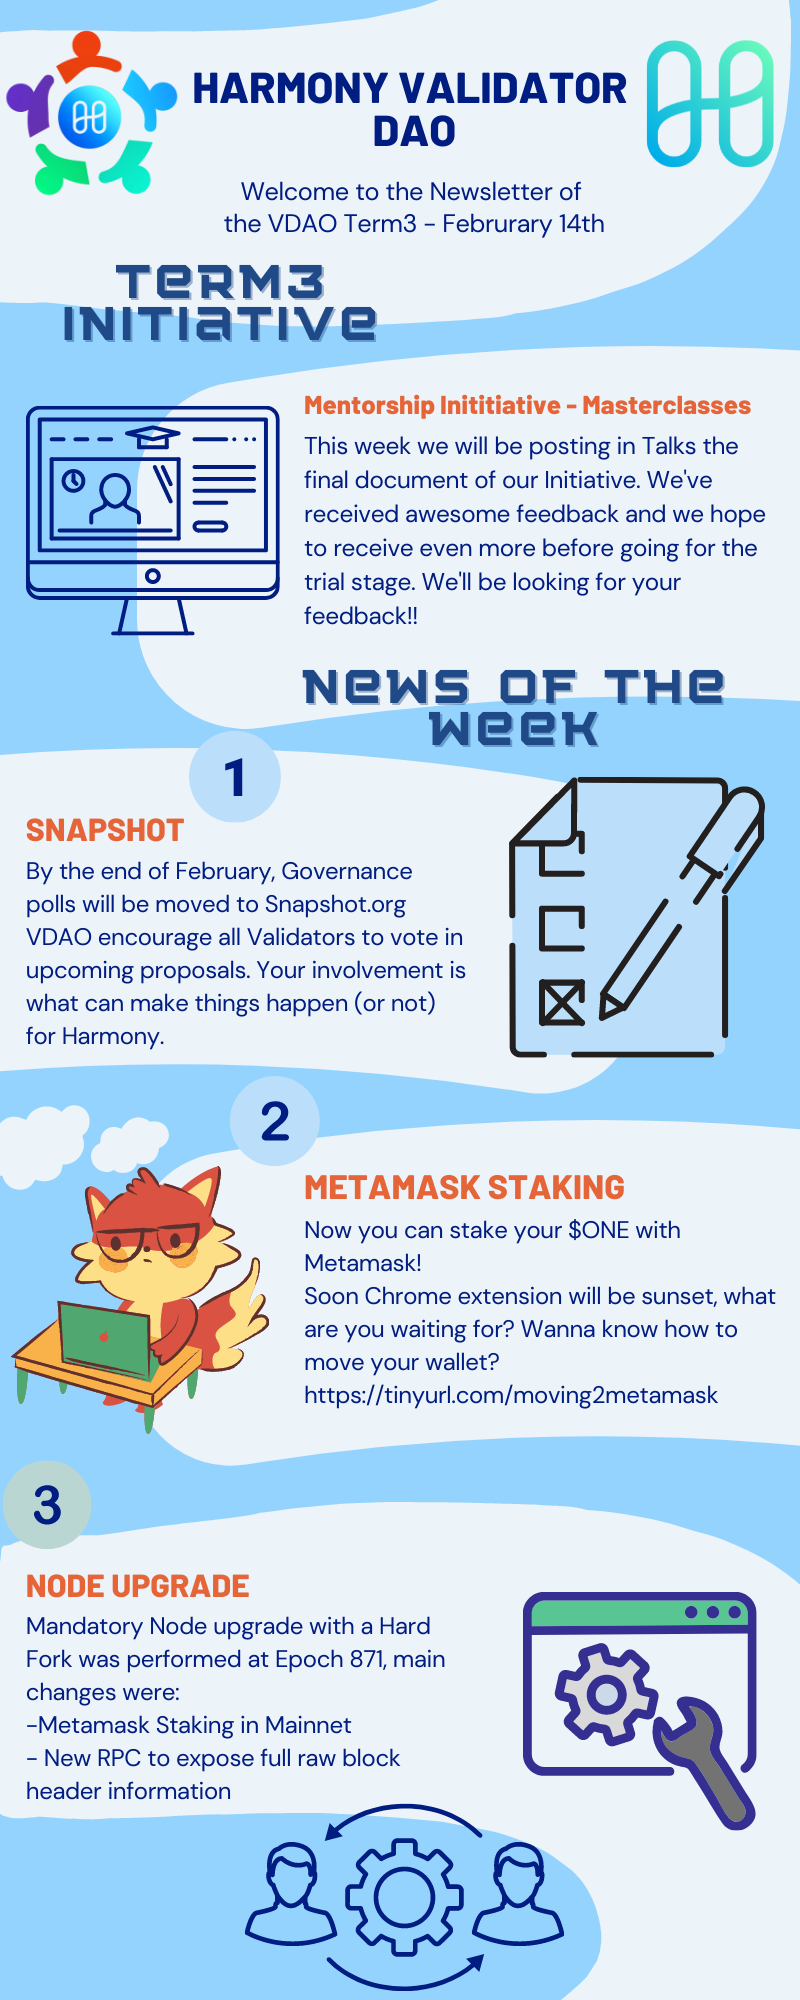 HARMONY VALIDATOR
DAO
Welcome to the Newsletter of
the VDAO Term3 - Februrary 14th
TERM3
INITIATIVE
Mentorship Inititiative - Masterclasses
This week we will be posting in Talks the
final document of our Initiative. We've
received awesome feedback and we hope
to receive even more before going for the
trial stage. We'll be looking for your
feedback!!
NEWS OF THE
WEEK
1
SNAPSHOT
By the end of February, Governance
polls will be moved to Snapshot.org
VDAO encourage all Validators to vote in
upcoming proposals. Your involvement is
what can make things happen (or not)
for Harmony.
2
METAMASK STAKING
Now you can stake your $ONE with
Metamask!
Soon Chrome extension will be sunset, what
are you waiting for? Wanna know how to
move your wallet?
https://tinyurl.com/moving2metamask
3
NODE UPGRADE
Mandatory Node upgrade with a Hard
Fork was performed at Epoch 871, main
changes were:
-Metamask Staking in Mainnet
- New RPC to expose full raw block
header information